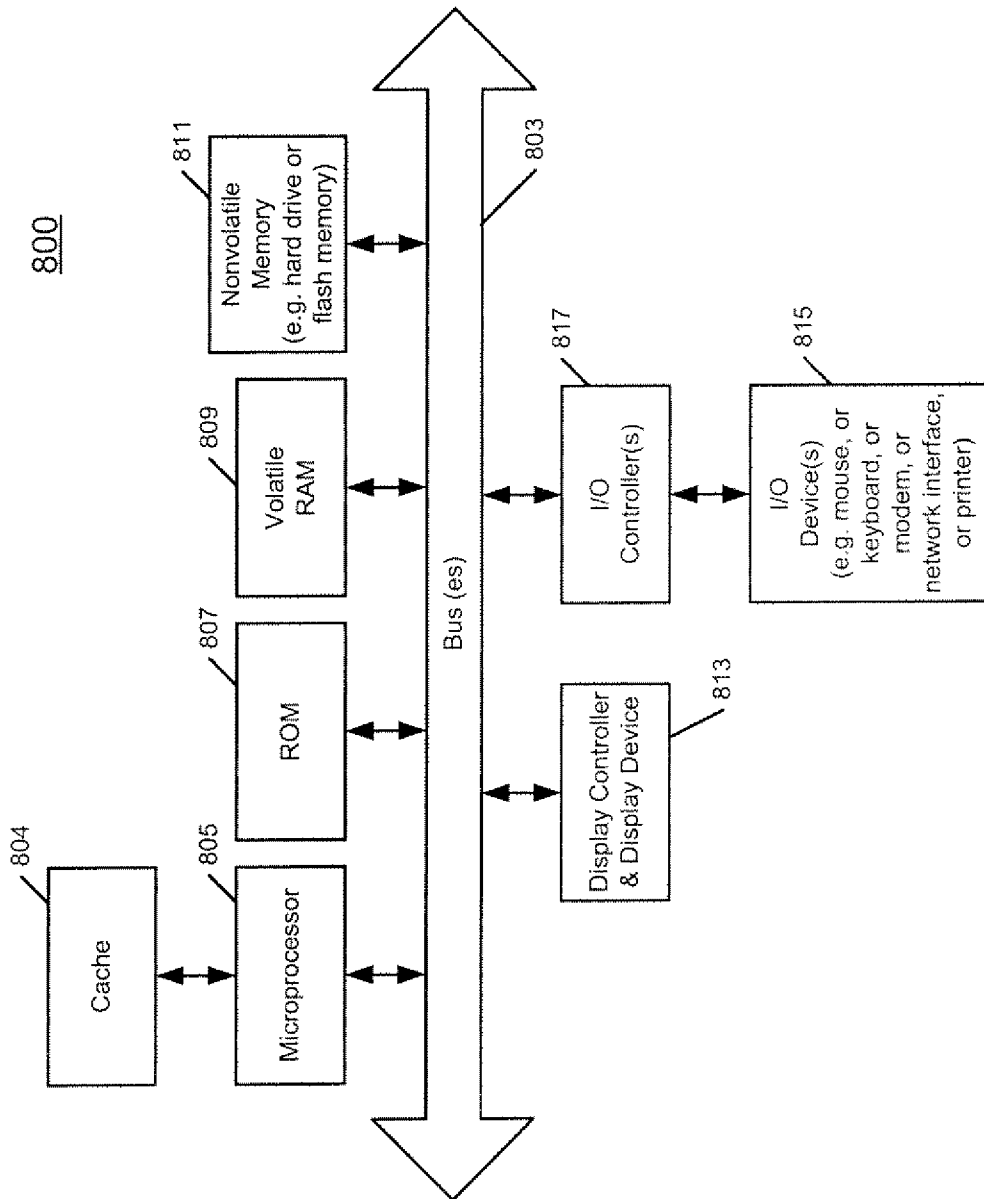 800
804
Cache
805
Microprocessor
807
ROM
809
Volatile
RAM
811
Nonvolatile
Memory
(e.g. hard drive or
flash memory)
Bus (es)
803
Display Controller
& Display Device
813
I/O
Controller(s)
817
I/O
Device(s)
(e.g. mouse, or
keyboard, or
modem, or
network interface,
or printer)
815